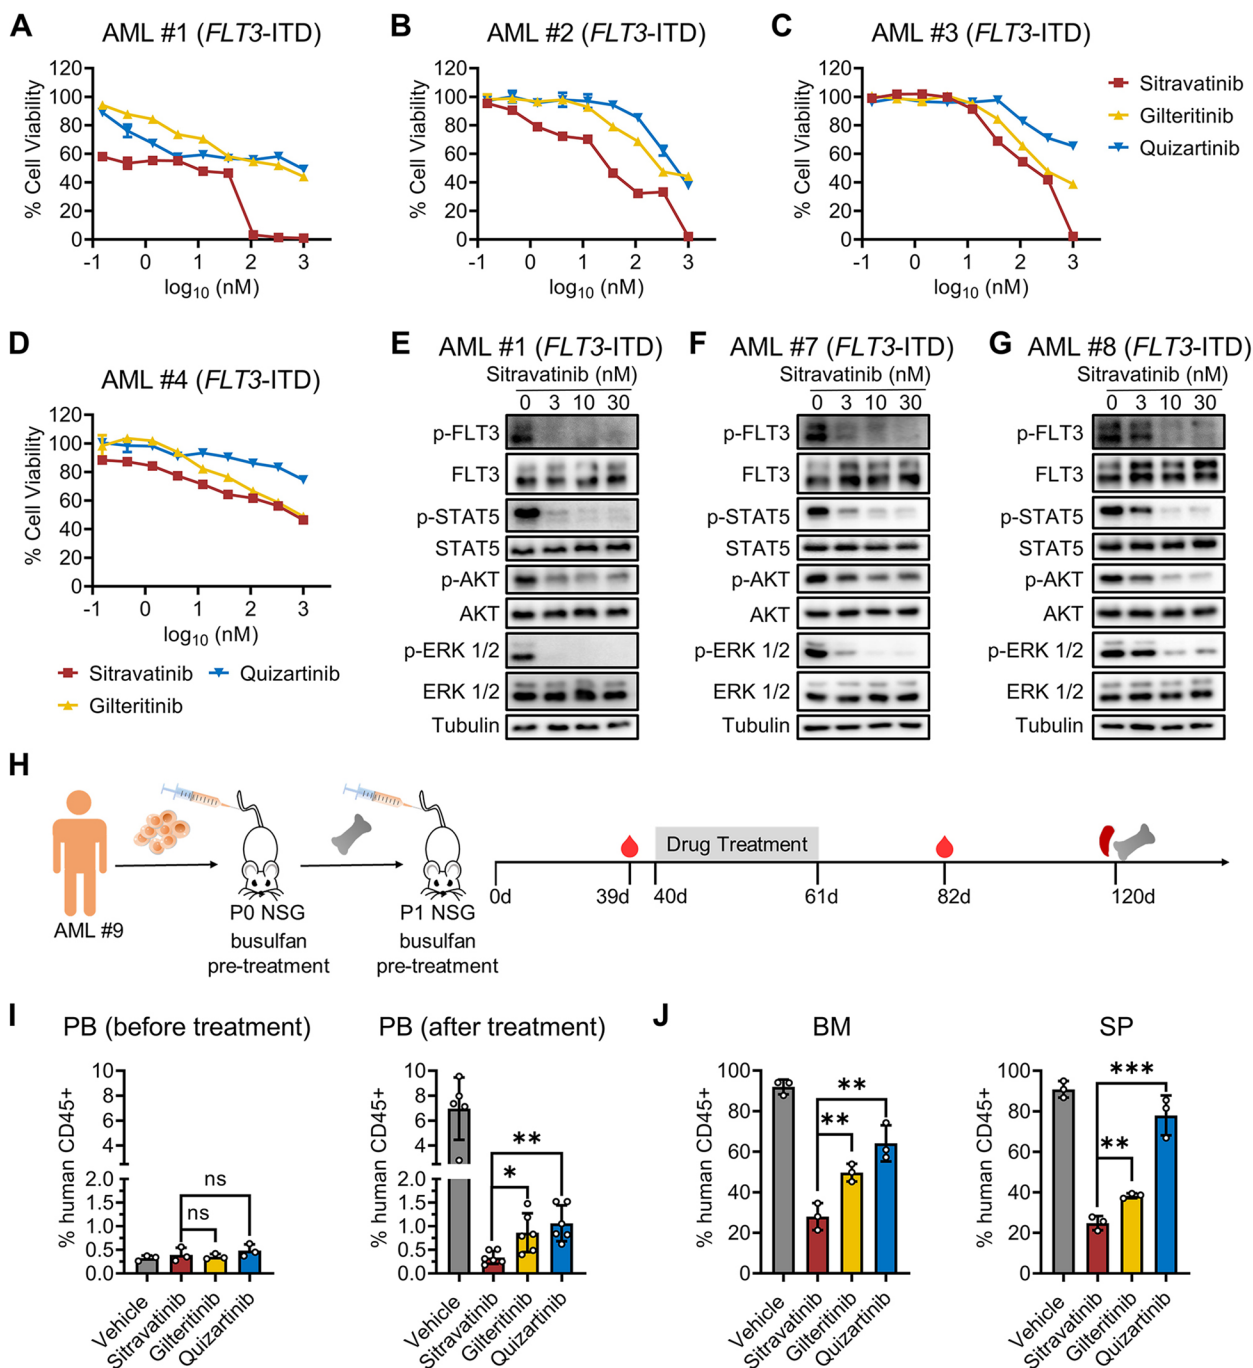 A
AML #1 (FLT3-ITD)
% Cell Viability
120
100
80
60
40
20
0
-1 0 1 2 3
log10 (nM)
B
AML #2 (FLT3-ITD)
% Cell Viability
120
100
80
60
40
20
0
-1 0 1 2 3
log10 (nM)
C
AML #3 (FLT3-ITD)
% Cell Viability
120
100
80
60
40
20
0
-1 0 1 2 3
log10 (nM)
Sitravatinib
Gilteritinib
Quizartinib
D
AML #4 (FLT3-ITD)
% Cell Viability
120
100
80
60
40
20
0
-1 0 1 2 3
log10 (nM)
Sitravatinib Quizartinib
Gilteritinib
E
AML #1 (FLT3-ITD)
Sitravatinib (nM)
0 3 10 30
p-FLT3
FLT3
p-STAT5
STAT5
p-AKT
AKT
p-ERK 1/2
ERK 1/2
Tubulin
F
AML #7 (FLT3-ITD)
Sitravatinib (nM)
0 3 10 30
p-FLT3
FLT3
p-STAT5
STAT5
p-AKT
AKT
p-ERK 1/2
ERK 1/2
Tubulin
G
AML #8 (FLT3-ITD)
Sitravatinib (nM)
0 3 10 30
p-FLT3
FLT3
p-STAT5
STAT5
p-AKT
AKT
p-ERK 1/2
ERK 1/2
Tubulin
H
AML #9
P0 NSG
busulfan
pre-treatment
P1 NSG
busulfan
pre-treatment
Drug Treatment
0d 39d 40d 61d 82d 120d
I
PB (before treatment)
% human CD45+
10
8
6
4
2.0
1.5
1.0
0.5
0.0
ns
ns
Vehicle
Sitravatinib
Gilteritinib
Quizartinib
PB (after treatment)
% human CD45+
10
8
6
4
2.0
1.5
1.0
0.5
0.0
**
*
Vehicle
Sitravatinib
Gilteritinib
Quizartinib
J
BM
% human CD45+
100
80
60
40
20
0
**
**
Vehicle
Sitravatinib
Gilteritinib
Quizartinib
SP
% human CD45+
100
80
60
40
20
0
***
**
Vehicle
Sitravatinib
Gilteritinib
Quizartinib